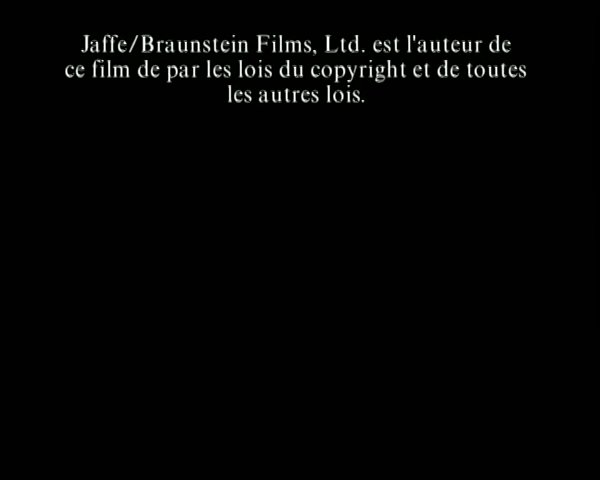 Jaffe/Braunstein Films, Ltd. est l'auteur de
ce film de par les lois du copyright et de toutes
les autres lois.